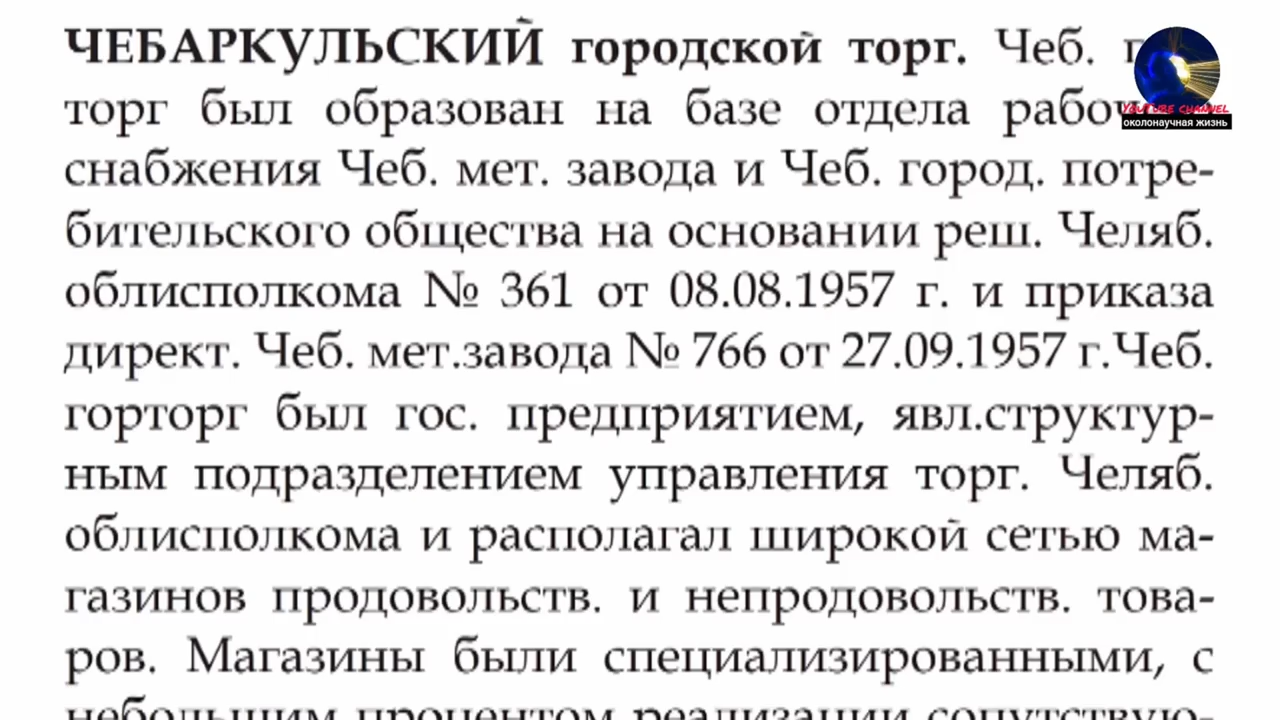 ЧЕБАРКУЛЬСКИЙ городской торг. Чеб.
торг был образован на базе отдела
снабжения Чеб. мет. завода и Чеб. город. потре-
бительского общества на основании реш. Челяб.
облисполкома № 361 от 08.08.1957 г. и приказа
директ. Чеб. мет.завода № 766 от 27.09.1957 г.Чеб.
горторг был гос. предприятием, явл.структур-
ным подразделением управления торг. Челяб.
облисполкома и располагал широкой сетью ма-
газинов продовольств. и непродовольств. това-
ров. Магазины были специализированными, с
небольшим процентом реализации сопутствую-
YouTube channel
околонаучная жизнь